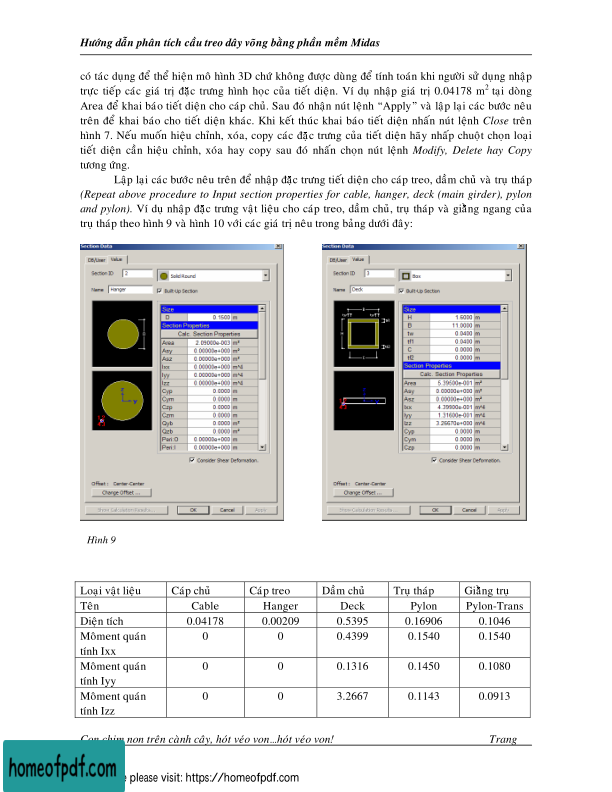 Hướng dẫn phân tích cầu treo dây võng bằng phần mềm Midas
có tác dụng để thể hiện mô hình 3D chứ không được dùng để tính toán khi người sử dụng nhập
trực tiếp các giá trị đặc trưng hình học của tiết diện. Ví dụ nhập giá trị 0.04178 m² tại dòng
Area để khai báo tiết diện cho cáp chủ. Sau đó nhận nút lệnh “Apply” và lập lại các bước nêu
trên để khai báo cho tiết diện khác. Khi kết thúc khai báo tiết diện nhấn nút lệnh Close trên
hình 7. Nếu muốn hiệu chỉnh, xóa, copy các đặc trưng của tiết diện hãy nhấp chuột chọn loại
tiết diện cần hiệu chỉnh, xóa hay copy sau đó nhấn chọn nút lệnh Modify, Delete hay Copy
tương ứng.
Lập lại các bước nêu trên để nhập đặc trưng tiết diện cho cáp treo, dầm chủ và trụ tháp
(Repeat above procedure to Input section properties for cable, hanger, deck (main girder), pylon
and pylon). Ví dụ nhập đặc trưng vật liệu cho cáp treo, dầm chủ, trụ tháp và giằng ngang của
trụ tháp theo hình 9 và hình 10 với các giá trị nêu trong bảng dưới đây:
Section Data
DB/User Value
Section ID 2 Solid Round
Name Hanger Built-Up Section
Size
D 0.1500 m
Section Properties
Calc. Section Properties
Area 2.09000e-003 m²
Asy 0.00000e+000 m²
Asz 0.00000e+000 m²
Ixx 0.00000e+000 m^4
Iyy 0.00000e+000 m^4
Izz 0.00000e+000 m^4
Cyp 0.0000 m
Cym 0.0000 m
Czp 0.0000 m
Czm 0.0000 m
Qyb 0.0000 m²
Qzb 0.0000 m²
Peri:O 0.00000e+000 m
Peri:I 0.00000e+000 m
Consider Shear Deformation.
Offset : Center-Center
Change Offset ...
OK Cancel Apply
Section Data
DB/User Value
Section ID 3 Box
Name Deck Built-Up Section
Size
H 1.6000 m
B 11.0000 m
tw 0.0400 m
tf1 0.0400 m
C 0.0000 m
tf2 0.0000 m
Section Properties
Calc. Section Properties
Area 5.39500e-001 m²
Asy 0.00000e+000 m²
Asz 0.00000e+000 m²
Ixx 4.39900e-001 m^4
Iyy 1.31600e-001 m^4
Izz 3.26670e+000 m^4
Cyp 0.0000 m
Cym 0.0000 m
Czp 0.0000 m
Consider Shear Deformation.
Offset : Center-Center
Change Offset ...
Show Calculation Results... OK Cancel Apply
Hình 9
Loại vật liệu Cáp chủ Cáp treo Dầm chủ Trụ tháp Giằng trụ
Tên Cable Hanger Deck Pylon Pylon-Trans
Diện tích 0.04178 0.00209 0.5395 0.16906 0.1046
Môment quán 0 0 0.4399 0.1540 0.1540
tính Ixx
Môment quán 0 0 0.1316 0.1450 0.1080
tính Iyy
Môment quán 0 0 3.2667 0.1143 0.0913
tính Izz
Con chim non trên cành cây, hót véo von...hót véo von! Trang
homeofpdf.com
e please visit: https://homeofpdf.com